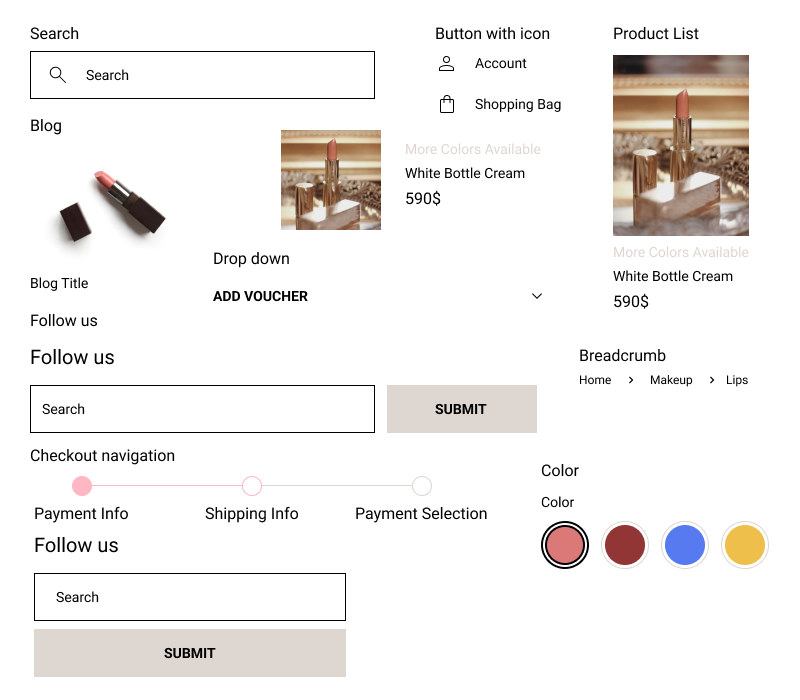 Search
Search
Button with icon
Account
Shopping Bag
Product List
Blog
Blog Title
More Colors Available
White Bottle Cream
590$
More Colors Available
White Bottle Cream
590$
Drop down
ADD VOUCHER
Follow us
Follow us
Search
SUBMIT
Breadcrumb
Home
Makeup
Lips
Checkout navigation
Payment Info
Shipping Info
Payment Selection
Color
Color
Follow us
Search
SUBMIT